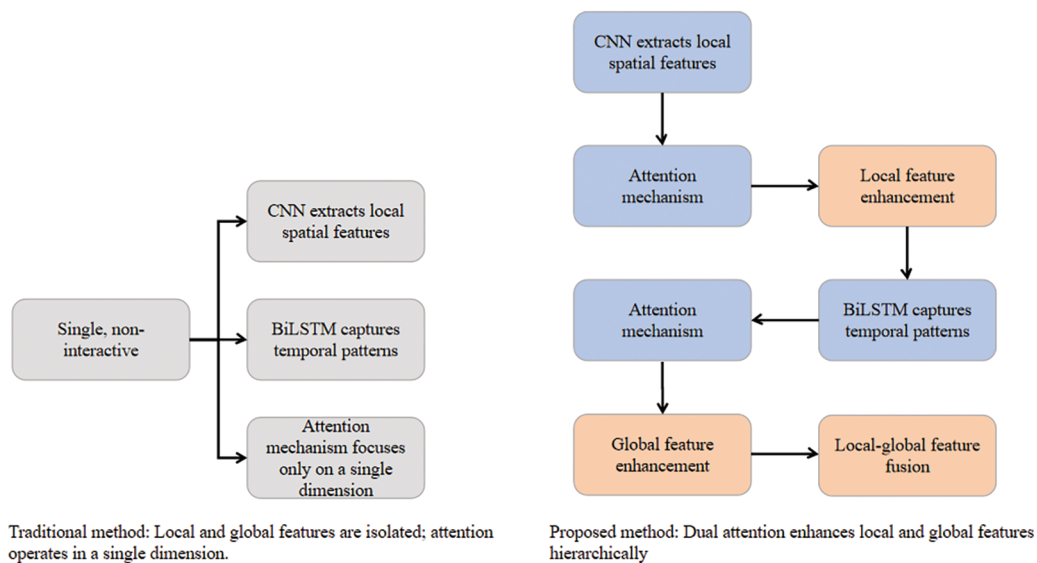 Single, non-
interactive
CNN extracts local
spatial features
BiLSTM captures
temporal patterns
Attention
mechanism focuses
only on a single
dimension
Traditional method: Local and global features are isolated; attention
operates in a single dimension.
CNN extracts local
spatial features
Attention
mechanism
Local feature
enhancement
BiLSTM captures
temporal patterns
Attention
mechanism
Global feature
enhancement
Local-global feature
fusion
Proposed method: Dual attention enhances local and global features
hierarchically